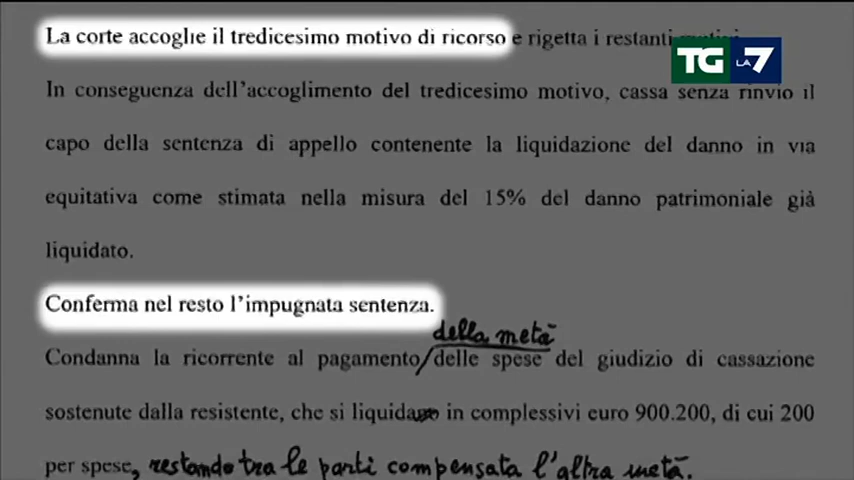 La corte accoglie il tredicesimo motivo di ricorso e rigetta i restanti motivi.
TG LA 7
In conseguenza dell'accoglimento del tredicesimo motivo, cassa senza rinvio il
capo della sentenza di appello contenente la liquidazione del danno in via
equitativa come stimata nella misura del 15% del danno patrimoniale già
liquidato.
Conferma nel resto l'impugnata sentenza.
della metà
Condanna la ricorrente al pagamento/delle spese del giudizio di cassazione
sostenute dalla resistente, che si liquidano in complessivi euro 900.200, di cui 200
per spese, restando tra le parti compensata l'altra metà.